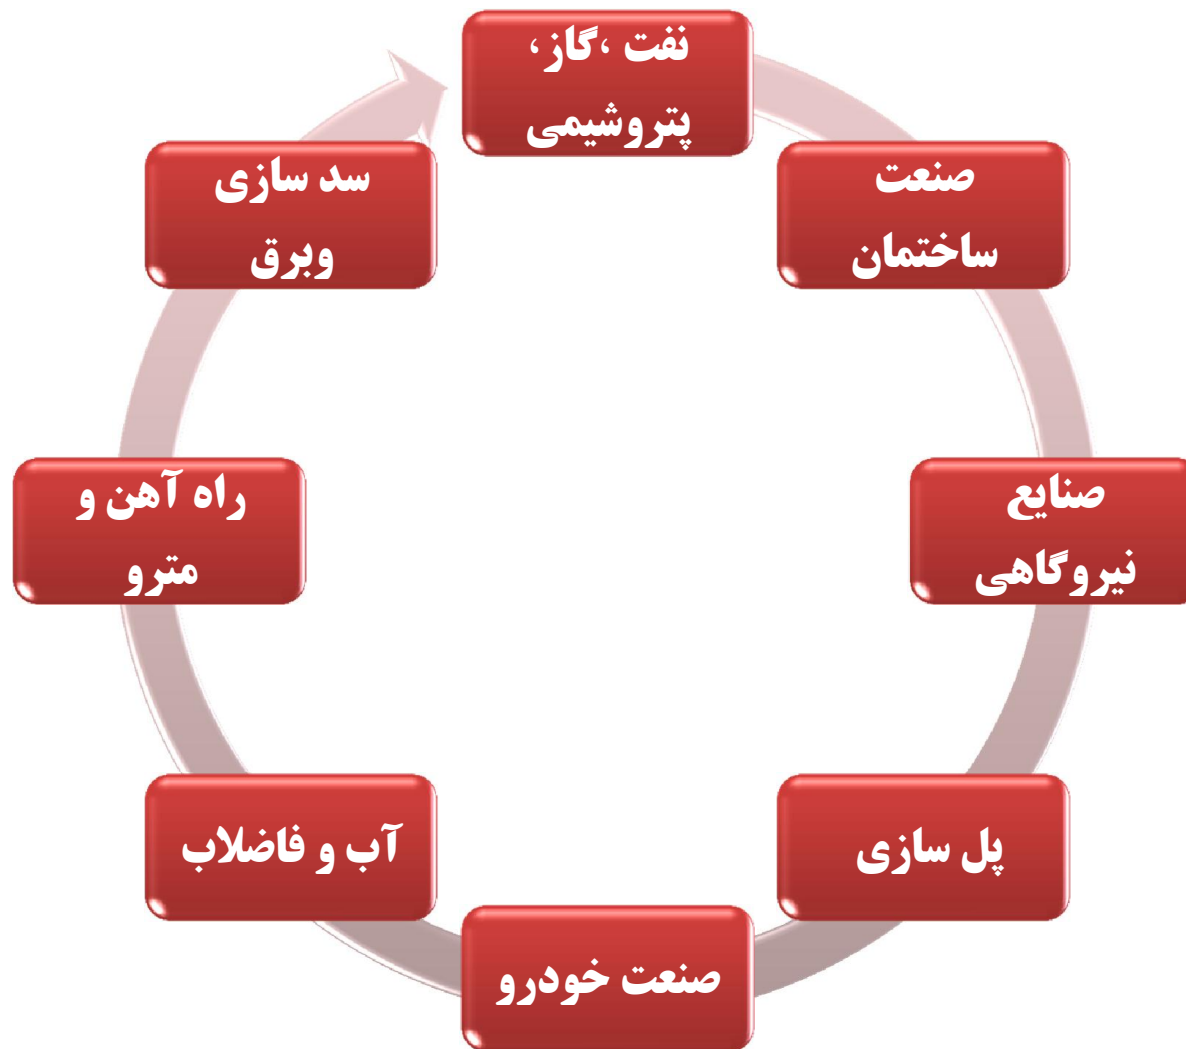 نفت ،گاز،
پتروشیمی
صنعت
ساختمان
صنایع
نیروگاهی
پل سازی
صنعت خودرو
آب و فاضلاب
راه آهن و
مترو
سد سازی
وبرق